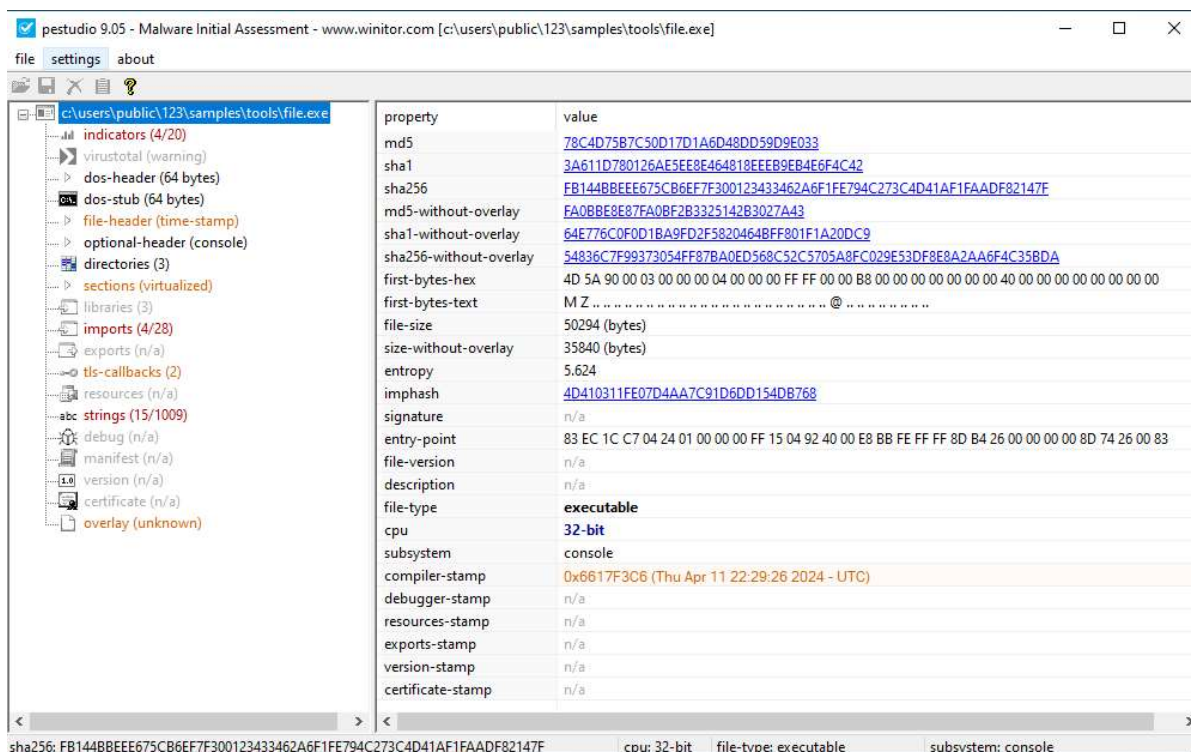 pestudio 9.05 - Malware Initial Assessment - www.winitor.com [c:\users\public\123\samples\tools\file.exe]
file settings about
c:\users\public\123\samples\tools\file.exe
indicators (4/20)
virustotal (warning)
dos-header (64 bytes)
dos-stub (64 bytes)
file-header (time-stamp)
optional-header (console)
directories (3)
sections (virtualized)
libraries (3)
imports (4/28)
exports (n/a)
tls-callbacks (2)
resources (n/a)
abc strings (15/1009)
debug (n/a)
manifest (n/a)
1.0 version (n/a)
certificate (n/a)
overlay (unknown)
property value
md5 78C4D75B7C50D17D1A6D48DD59D9E033
sha1 3A611D780126AE5EE8E464818EEEB9EB4E6F4C42
sha256 FB144BBEEE675CB6EF7F300123433462A6F1FE794C273C4D41AF1FAADF82147F
md5-without-overlay FA0BBE8E87FA0BF2B3325142B3027A43
sha1-without-overlay 64E776C0F0D1BA9FD2F5820464BFF801F1A20DC9
sha256-without-overlay 54836C7F99373054FF87BA0ED568C52C5705A8FC029E53DF8E8A2AA6F4C35BDA
first-bytes-hex 4D 5A 90 00 03 00 00 00 04 00 00 00 FF FF 00 00 B8 00 00 00 00 00 00 00 40 00 00 00 00 00 00 00
first-bytes-text M Z .. .. .. .. .. .. .. .. .. .. .. .. .. .. .. .. .. .. .. .. @ .. .. .. .. .. .. ..
file-size 50294 (bytes)
size-without-overlay 35840 (bytes)
entropy 5.624
imphash 4D410311FE07D4AA7C91D6DD154DB768
signature n/a
entry-point 83 EC 1C C7 04 24 01 00 00 00 FF 15 04 92 40 00 E8 BB FE FF FF 8D B4 26 00 00 00 00 8D 74 26 00 83
file-version n/a
description n/a
file-type executable
cpu 32-bit
subsystem console
compiler-stamp 0x6617F3C6 (Thu Apr 11 22:29:26 2024 - UTC)
debugger-stamp n/a
resources-stamp n/a
exports-stamp n/a
version-stamp n/a
certificate-stamp n/a
sha256: FB144BBEEE675CB6EF7F300123433462A6F1FE794C273C4D41AF1FAADF82147F cpu: 32-bit file-type: executable subsystem: console